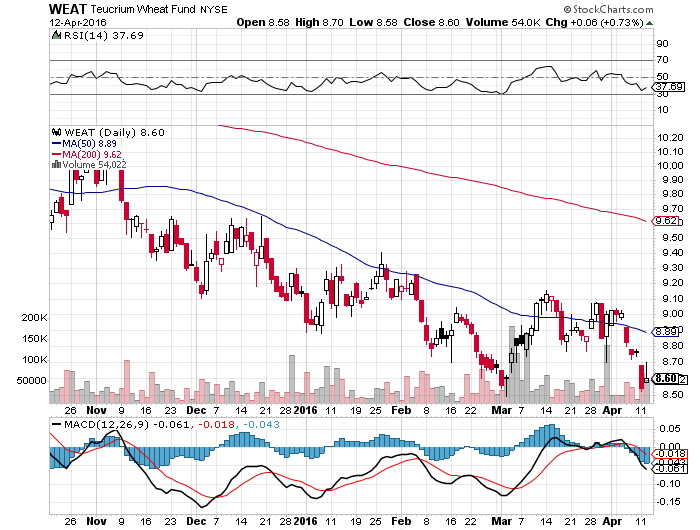 WEAT Teucrium Wheat Fund NYSE © StockCharts.com
12-Apr-2016 Open 8.58 High 8.70 Low 8.58 Close 8.60 Volume 54.0K Chg +0.06 (+0.73%)
RSI(14) 37.69
90
70
50
37.69
30
10
WEAT (Daily) 8.60
MA(50) 8.89
MA(200) 9.62
Volume 54,022
10.20
10.10
10.00
9.90
9.80
9.70
9.62
9.50
9.40
9.30
9.20
9.10
9.00
8.89
8.80
8.70
8.60
8.50
200K
150K
100K
50000
26 Nov 9 16 23 Dec 7 14 21 28 2016 11 19 25 Feb 8 16 22 Mar 7 14 21 28 Apr 11
MACD(12,26,9) -0.061, -0.018, -0.043
0.05
0.00
-0.018
-0.043
-0.061
-0.10
-0.15
26 Nov 9 16 23 Dec 7 14 21 28 2016 11 19 25 Feb 8 16 22 Mar 7 14 21 28 Apr 11